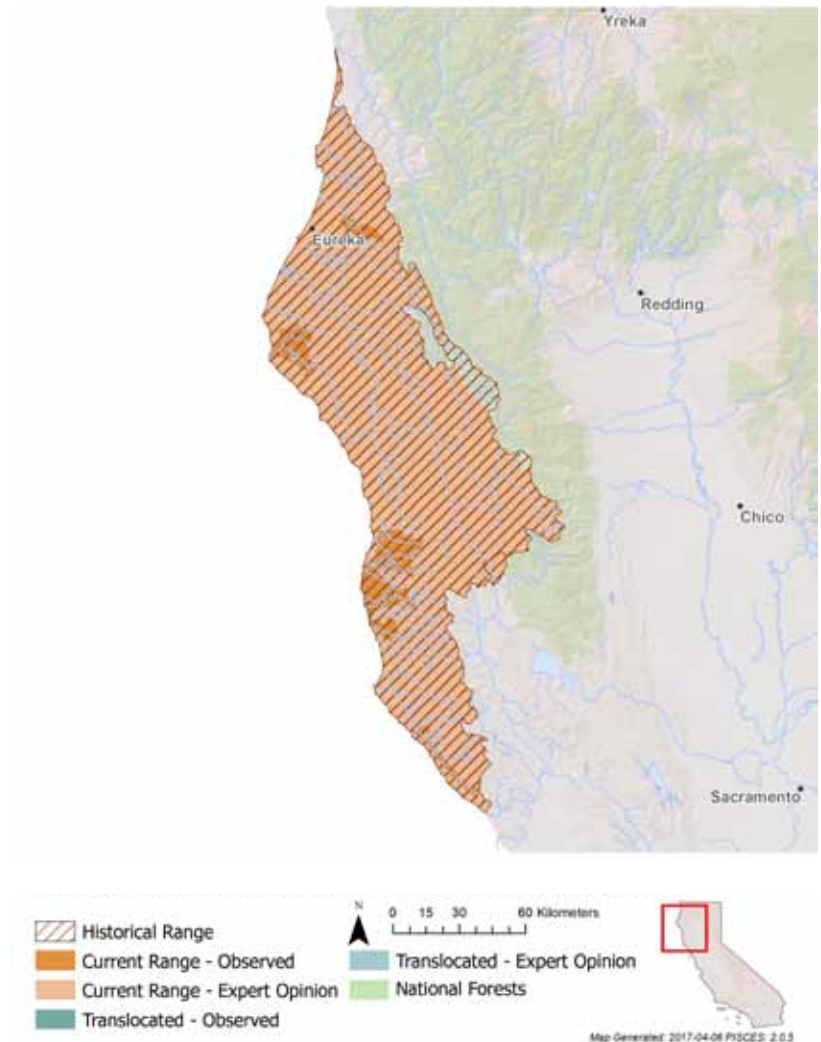 Yreka
Eureka
Redding
Chico
Sacramento
N
0 15 30 60 Kilometers
Historical Range
Current Range - Observed
Current Range - Expert Opinion
Translocated - Observed
Translocated - Expert Opinion
National Forests
Map Generated: 2017-04-06 PISCES: 2.0.5